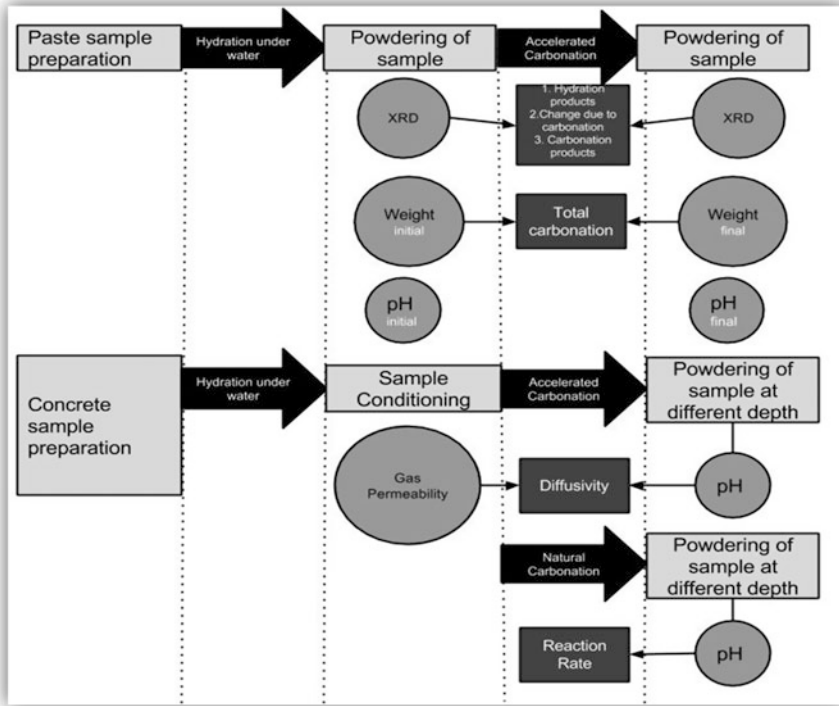 Paste sample
preparation
Hydration under
water
Powdering of
sample
Accelerated
Carbonation
Powdering of
sample
XRD
1. Hydration
products
2.Change due to
carbonation
3. Carbonation
products
XRD
Weight
initial
Total
carbonation
Weight
final
pH
initial
pH
final
Concrete
sample
preparation
Hydration under
water
Sample
Conditioning
Accelerated
Carbonation
Powdering of
sample at
different depth
Gas
Permeability
Diffusivity
pH
Natural
Carbonation
Powdering of
sample at
different depth
Reaction
Rate
pH